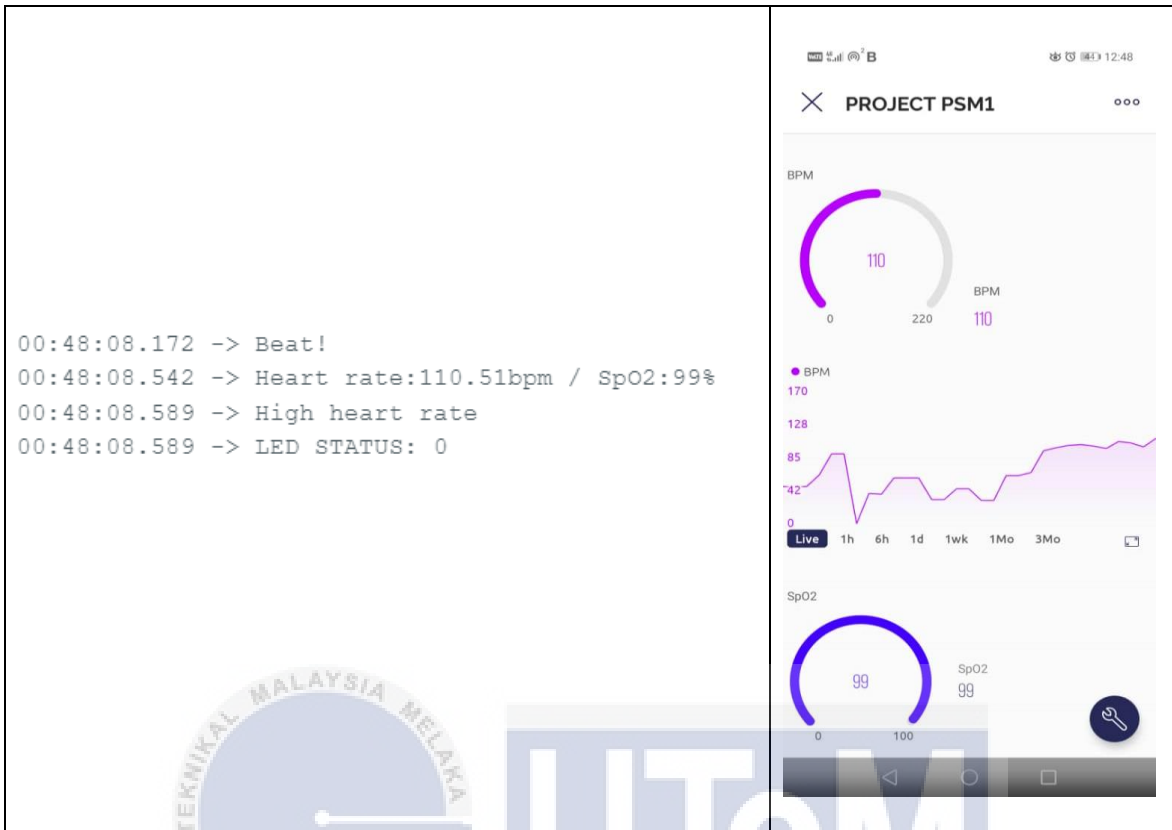 00:48:08.172 -> Beat!
00:48:08.542 -> Heart rate:110.51bpm / SpO2:99%
00:48:08.589 -> High heart rate
00:48:08.589 -> LED STATUS: 0
B
12:48
PROJECT PSM1
BPM
110
0
220
BPM
110
BPM
170
128
85
42
0
Live 1h 6h 1d 1wk 1Mo 3Mo
SpO2
99
0
100
SpO2
99
TEKNIKAL MALAYSIA MELAKA
UTeM